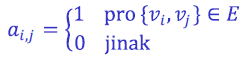 a_{i,j} = { 1 pro {v_i, v_j} ∈ E
0 jinak